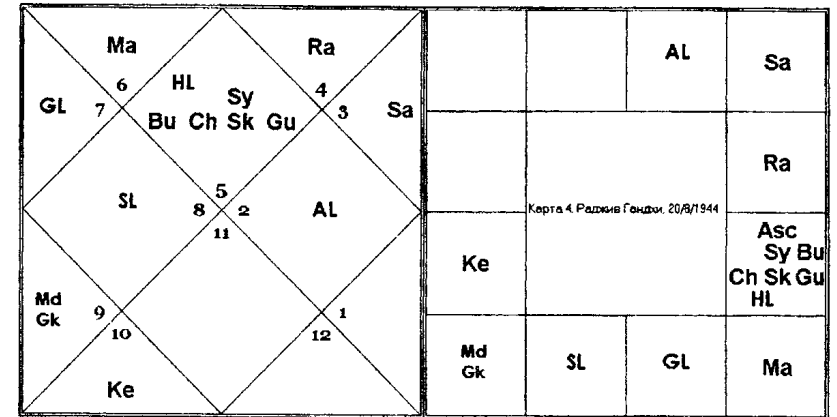 Ma
Ra
6
HL
4
GL
7
Sy
3
Sa
Bu Ch Sk Gu
SL
5
8
2
AL
11
Md
Gk
9
10
1
12
Ke
AL
Sa
Ra
Карта 4. Раджив Ганди, 20/8/1944
Ke
Asc
Sy Bu
Ch Sk Gu
HL
Md
Gk
SL
GL
Ma